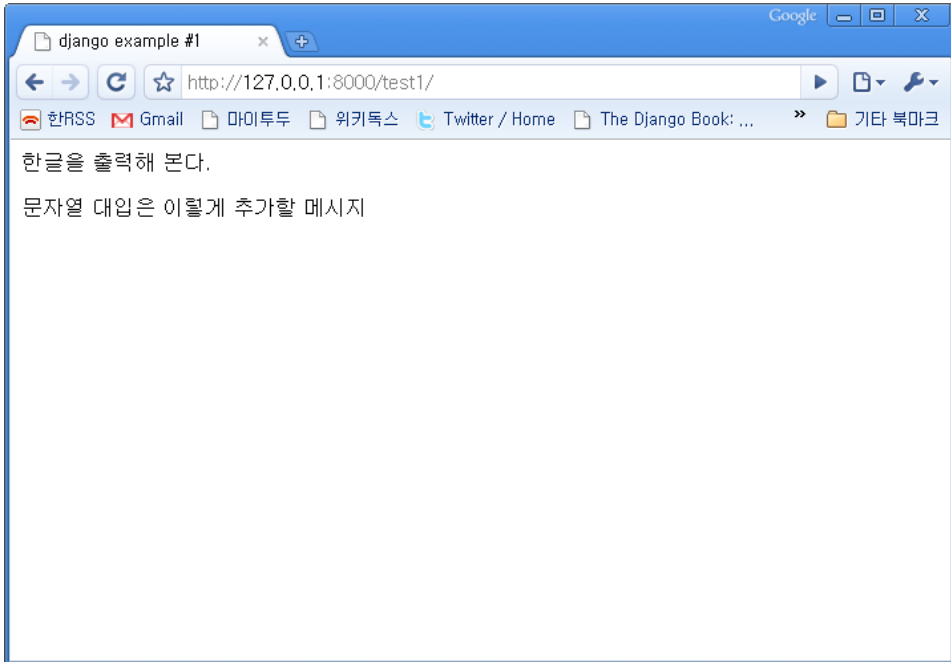 Google
django example #1
http://127.0.0.1:8000/test1/
한RSS Gmail 마이투두 위키독스 Twitter / Home The Django Book: ... » 기타 북마크
한글을 출력해 본다.
문자열 대입은 이렇게 추가할 메시지